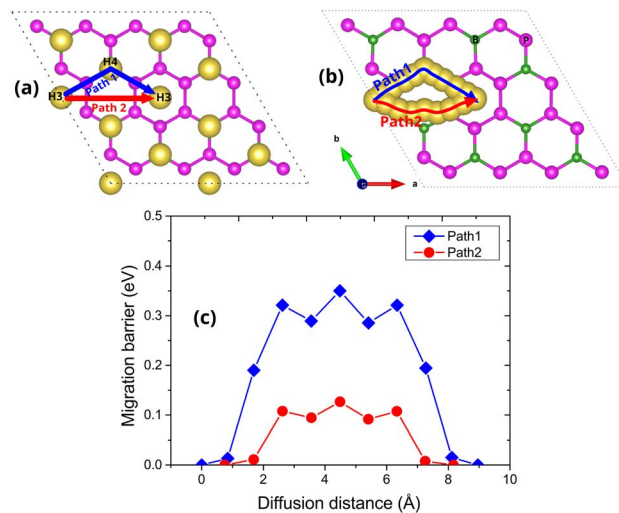 (a)
H4
Path 1
H3
H3
Path 2
(b)
B
P
Path1
Path2
b
a
0.5
0.4
0.3
0.2
0.1
0.0
Migration barrier (eV)
(c)
Path1
Path2
0
2
4
6
8
10
Diffusion distance (Å)